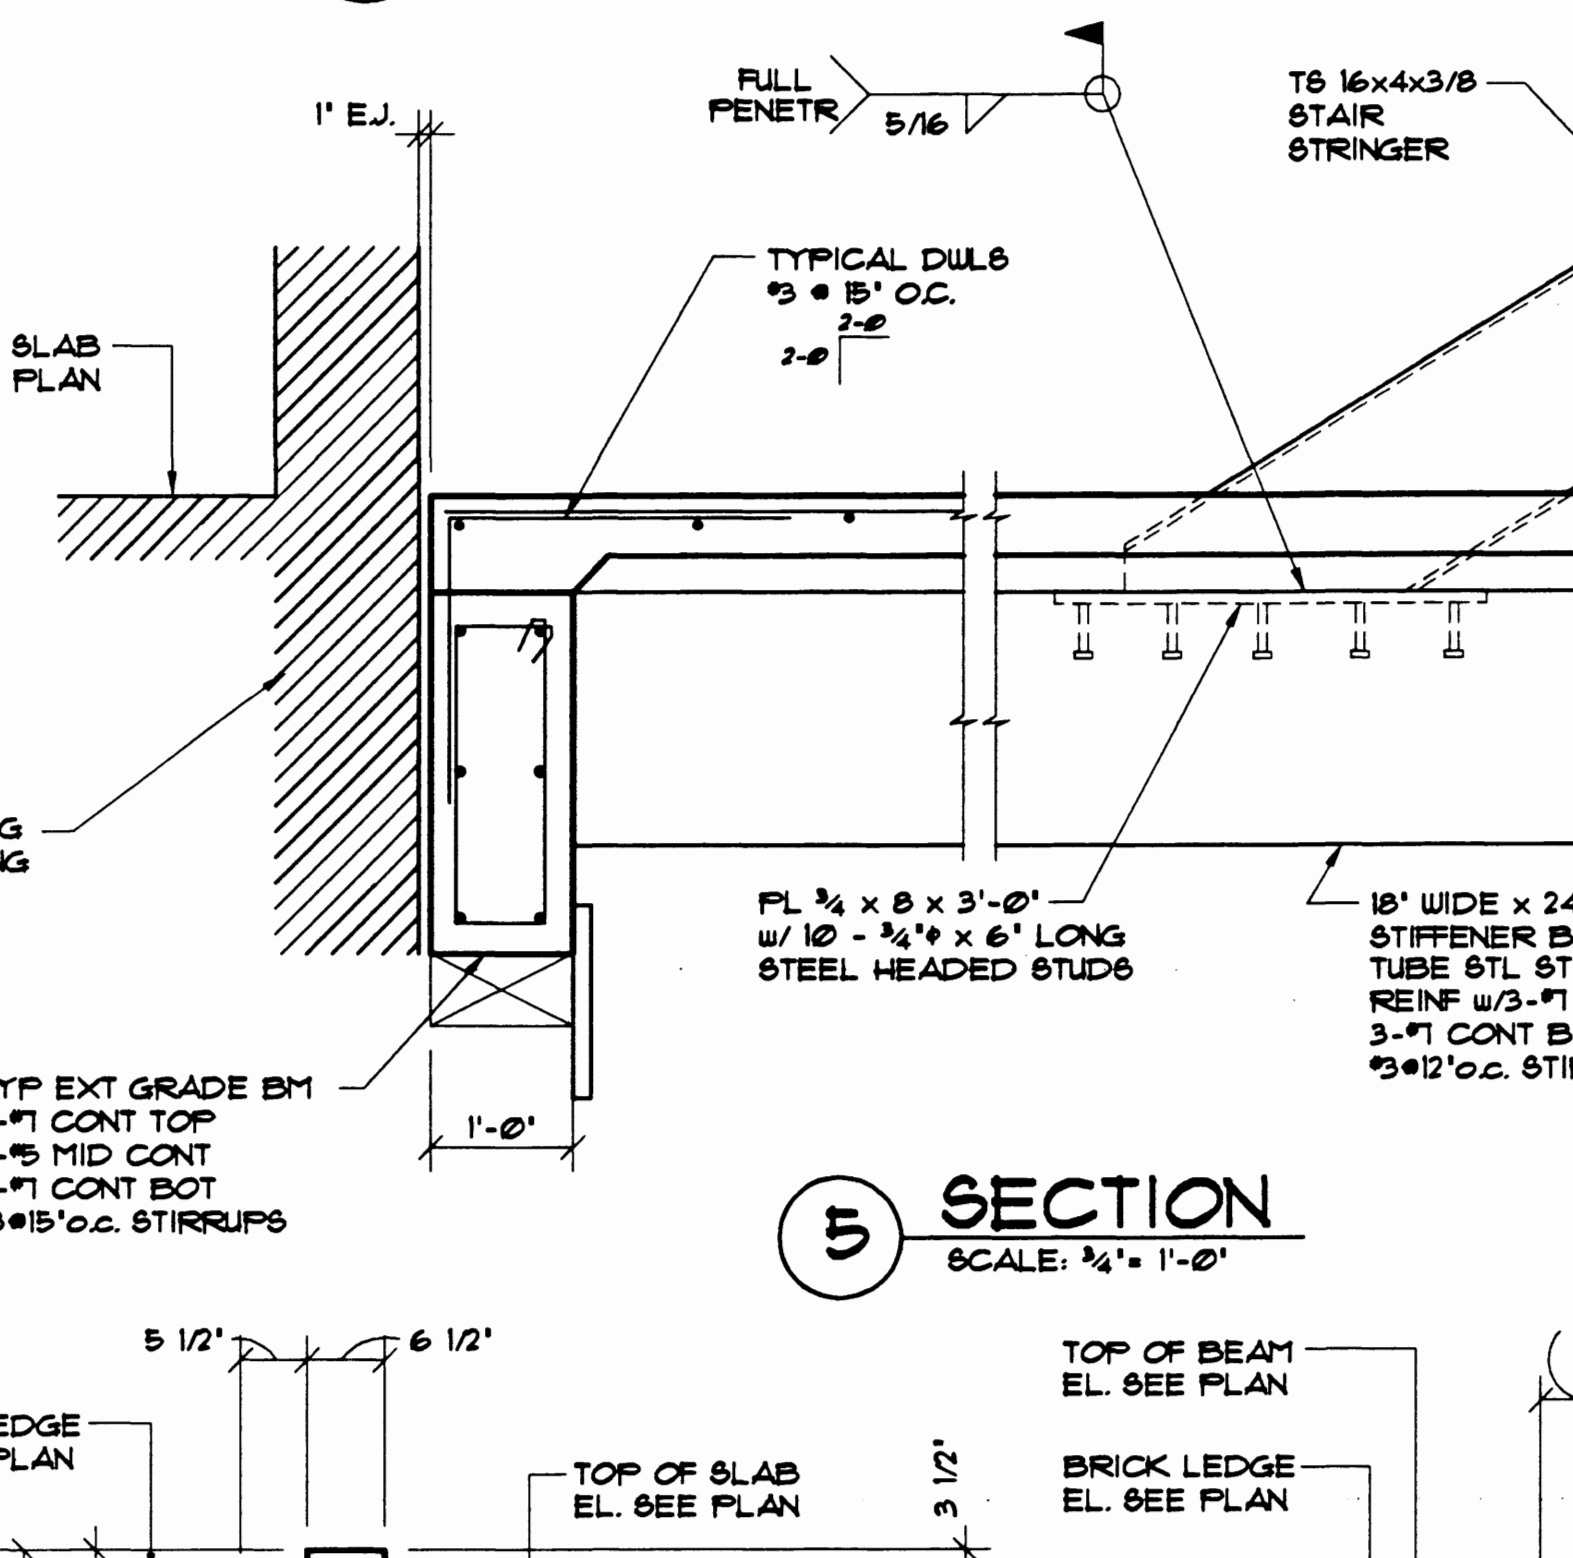 FULL
PENETR
5/16
TS 16x4x3/8
STAIR
STRINGER
1" E.J.
TYPICAL DWLS
#3 @ 15" O.C.
2-0
2-0
SLAB
PLAN
G
NG
PL 3/4 x 8 x 3'-0"
w/ 10 - 3/4"φ x 6" LONG
STEEL HEADED STUDS
18" WIDE x 24
STIFFENER B
TUBE STL ST
REINF w/3-#7
3-#7 CONT B
#3@12"o.c. STI
YP EXT GRADE BM
-#7 CONT TOP
-#5 MID CONT
-#7 CONT BOT
3@15"o.c. STIRRUPS
1'-0"
5 SECTION
SCALE: 3/4" = 1'-0"
5 1/2"
6 1/2"
EDGE
PLAN
TOP OF SLAB
EL. SEE PLAN
3 1/2"
TOP OF BEAM
EL. SEE PLAN
BRICK LEDGE
EL. SEE PLAN